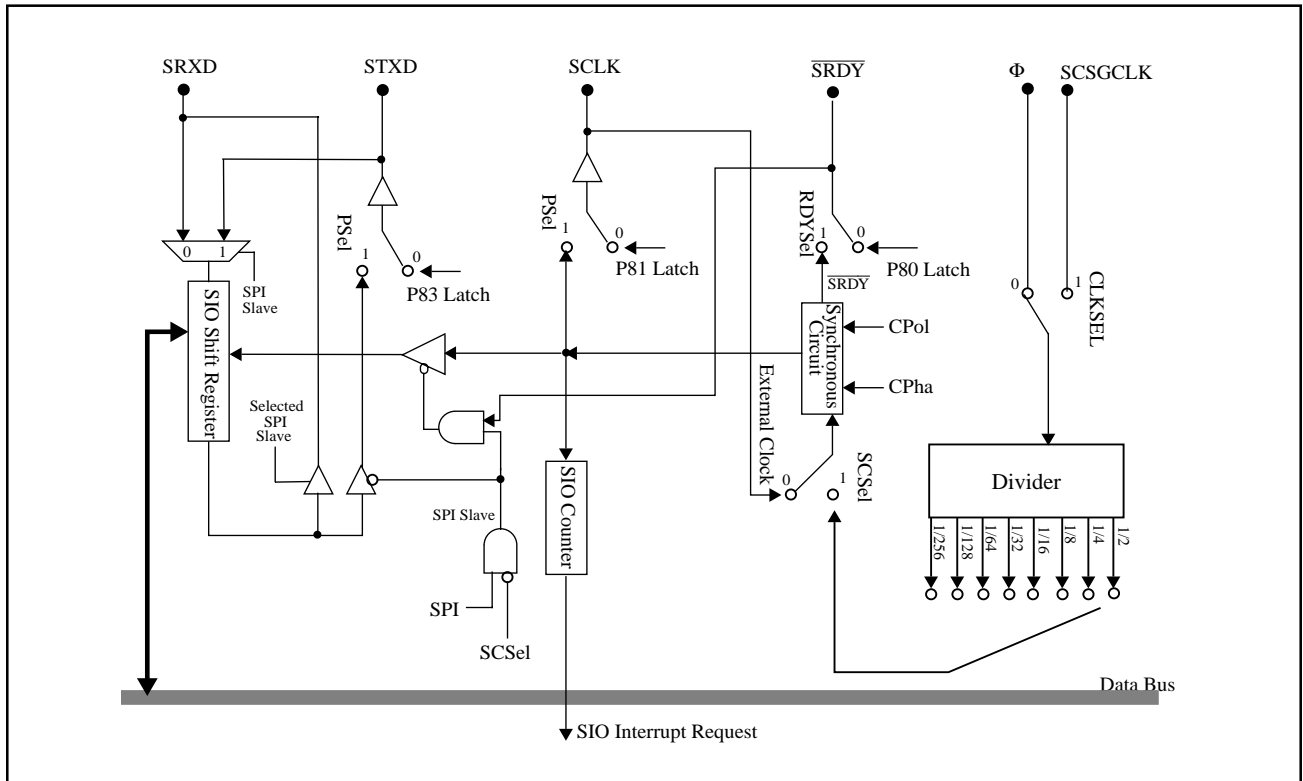 SRXD
STXD
SCLK
S̅R̅D̅Y̅
Φ
SCSGCLK
PSel
1
0
P83 Latch
PSel
1
0
P81 Latch
RDYSel
1
0
P80 Latch
S̅R̅D̅Y̅
0
1
CLKSEL
0
1
SPI
Slave
SIO Shift Register
Synchronous
Circuit
CPol
CPha
External Clock
Selected
SPI
Slave
SPI Slave
SIO Counter
0
1
SCSel
Divider
1/256
1/128
1/64
1/32
1/16
1/8
1/4
1/2
SPI
SCSel
Data Bus
SIO Interrupt Request